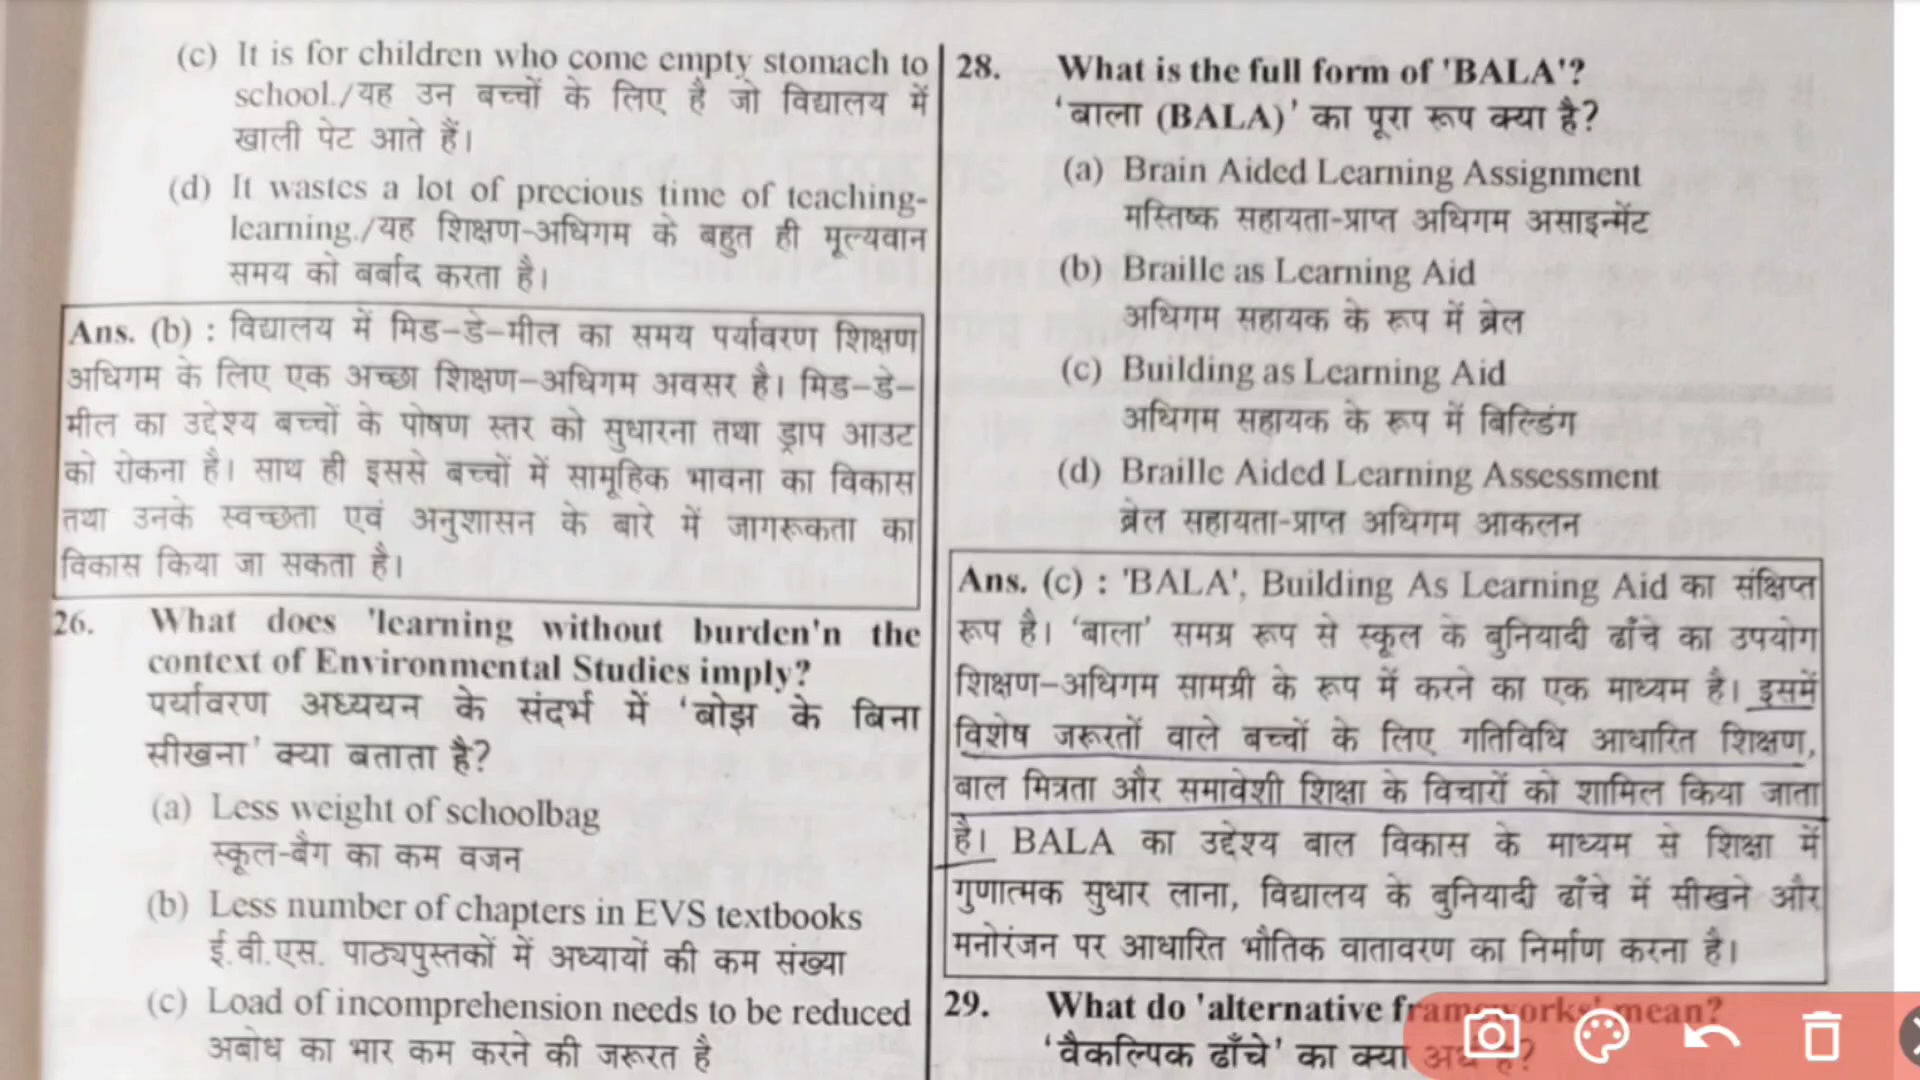 (c) It is for children who come empty stomach to
school./यह उन बच्चों के लिए है जो विद्यालय में
खाली पेट आते हैं।
(d) It wastes a lot of precious time of teaching-
learning./यह शिक्षण-अधिगम के बहुत ही मूल्यवान
समय को बर्बाद करता है।
Ans. (b) : विद्यालय में मिड-डे-मील का समय पर्यावरण शिक्षण
अधिगम के लिए एक अच्छा शिक्षण-अधिगम अवसर है। मिड-डे-
मील का उद्देश्य बच्चों के पोषण स्तर को सुधारना तथा ड्राप आउट
को रोकना है। साथ ही इससे बच्चों में सामूहिक भावना का विकास
तथा उनके स्वच्छता एवं अनुशासन के बारे में जागरूकता का
विकास किया जा सकता है।
26. What does 'learning without burden'n the
context of Environmental Studies imply?
पर्यावरण अध्ययन के संदर्भ में 'बोझ के बिना
सीखना' क्या बताता है?
(a) Less weight of schoolbag
स्कूल-बैग का कम वजन
(b) Less number of chapters in EVS textbooks
ई.वी.एस. पाठ्यपुस्तकों में अध्यायों की कम संख्या
(c) Load of incomprehension needs to be reduced
अबोध का भार कम करने की जरूरत है
28. What is the full form of 'BALA'?
'बाला (BALA)' का पूरा रूप क्या है?
(a) Brain Aided Learning Assignment
मस्तिष्क सहायता-प्राप्त अधिगम असाइन्मेंट
(b) Braille as Learning Aid
अधिगम सहायक के रूप में ब्रेल
(c) Building as Learning Aid
अधिगम सहायक के रूप में बिल्डिंग
(d) Braille Aided Learning Assessment
ब्रेल सहायता-प्राप्त अधिगम आकलन
Ans. (c) : 'BALA', Building As Learning Aid का संक्षिप्त
रूप है। 'बाला' समग्र रूप से स्कूल के बुनियादी ढाँचे का उपयोग
शिक्षण-अधिगम सामग्री के रूप में करने का एक माध्यम है। इसमें
विशेष जरूरतों वाले बच्चों के लिए गतिविधि आधारित शिक्षण,
बाल मित्रता और समावेशी शिक्षा के विचारों को शामिल किया जाता
है। BALA का उद्देश्य बाल विकास के माध्यम से शिक्षा में
गुणात्मक सुधार लाना, विद्यालय के बुनियादी ढाँचे में सीखने और
मनोरंजन पर आधारित भौतिक वातावरण का निर्माण करना है।
29. What do 'alternative frameworks' mean?
'वैकल्पिक ढाँचे' का क्या अर्थ है?